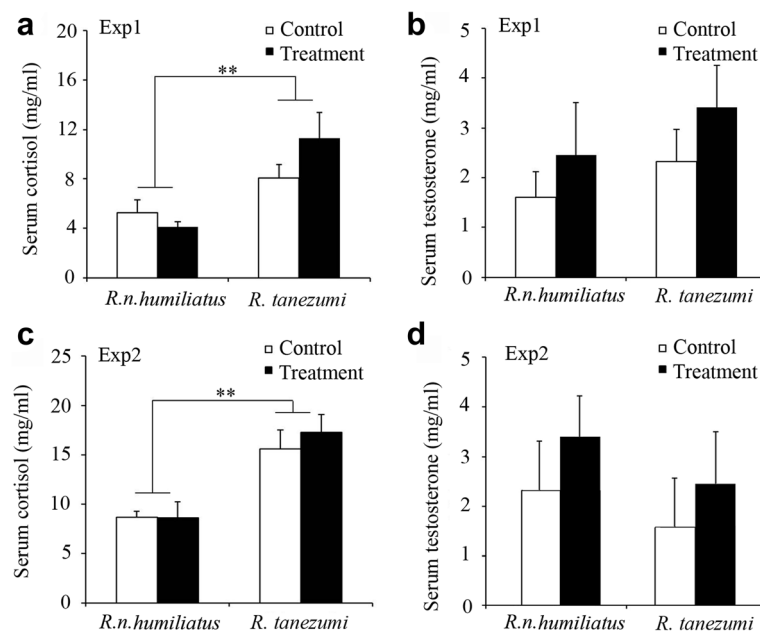 a
Exp1
Control
Treatment
**
Serum cortisol (mg/ml)
20
16
12
8
4
0
R.n.humiliatus
R. tanezumi
b
Exp1
Control
Treatment
Serum testosterone (mg/ml)
5
4
3
2
1
0
R.n.humiliatus
R. tanezumi
c
Exp2
Control
Treatment
**
Serum cortisol (mg/ml)
25
20
15
10
5
0
R.n.humiliatus
R. tanezumi
d
Exp2
Control
Treatment
Serum testosterone (mg/ml)
5
4
3
2
1
0
R.n.humiliatus
R. tanezumi